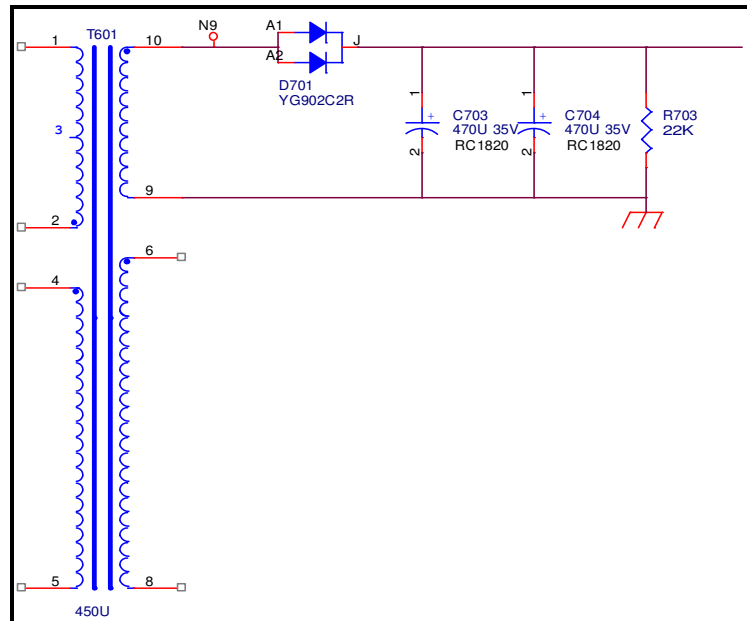 T601
N9
A1
1
10
J
A2
D701
YG902C2R
1
1
C703
470U 35V
RC1820
C704
470U 35V
RC1820
R703
22K
3
2
2
9
2
6
4
5
8
450U